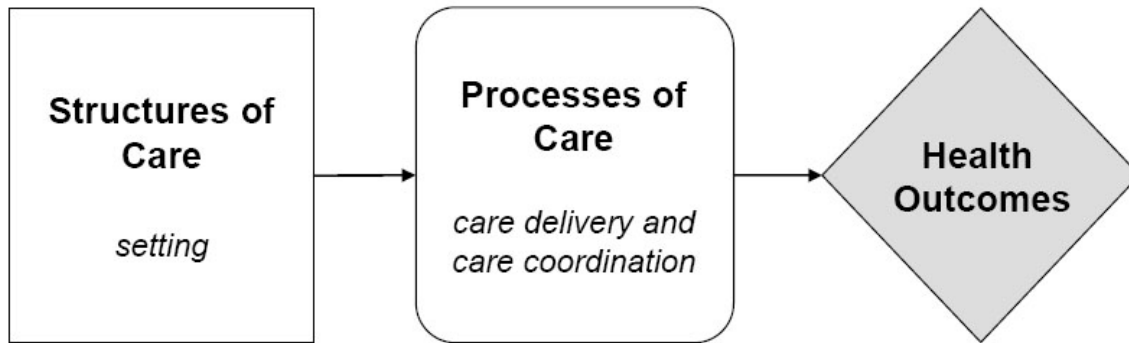 Structures of
Care
setting
Processes of
Care
care delivery and
care coordination
Health
Outcomes